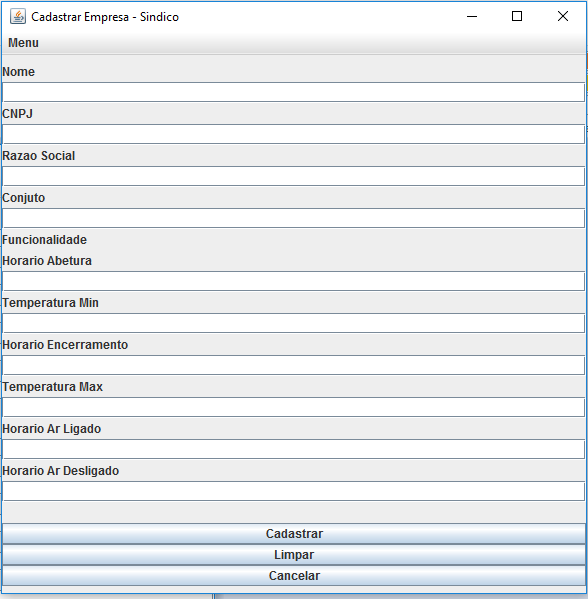 Cadastrar Empresa - Sindico
Menu
Nome
CNPJ
Razao Social
Conjuto
Funcionalidade
Horario Abetura
Temperatura Min
Horario Encerramento
Temperatura Max
Horario Ar Ligado
Horario Ar Desligado
Cadastrar
Limpar
Cancelar